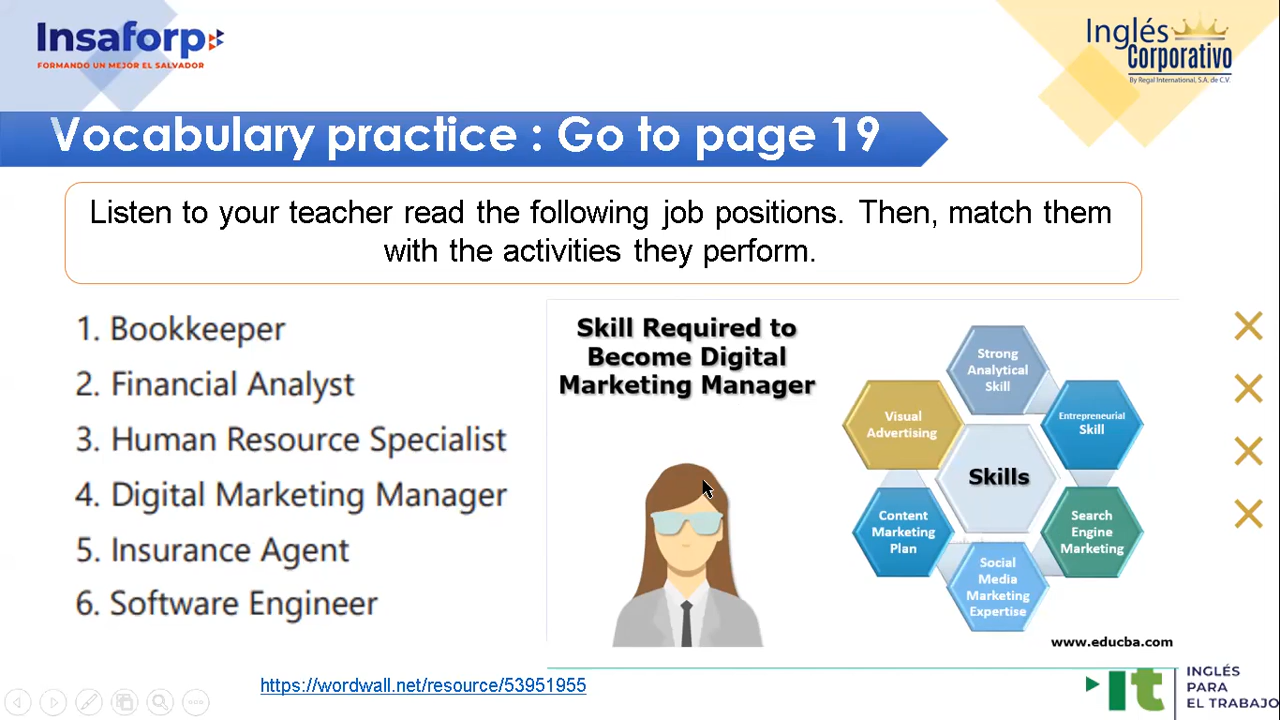 Insaforp
FORMANDO UN MEJOR EL SALVADOR
Inglés
Corporativo
By Regal International, S.A. de C.V.
Vocabulary practice : Go to page 19
Listen to your teacher read the following job positions. Then, match them
with the activities they perform.
1. Bookkeeper
2. Financial Analyst
3. Human Resource Specialist
4. Digital Marketing Manager
5. Insurance Agent
6. Software Engineer
Skill Required to
Become Digital
Marketing Manager
Strong
Analytical
Skill
Visual
Advertising
Entrepreneurial
Skill
Skills
Content
Marketing
Plan
Search
Engine
Marketing
Social
Media
Marketing
Expertise
www.educba.com
https://wordwall.net/resource/53951955
It
INGLÉS
PARA
EL TRABAJO